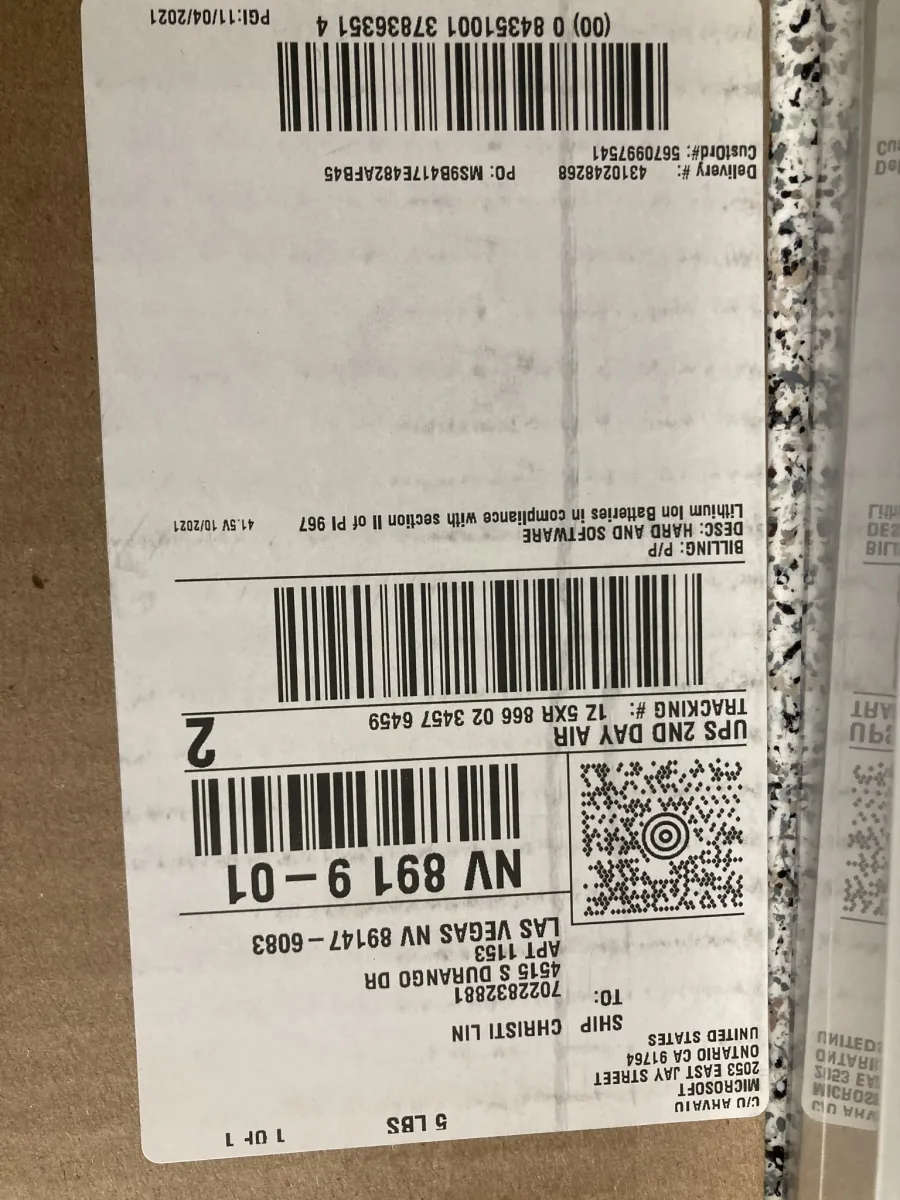 5 LBS
1 OF 1
C/O ARVATO
MICROSOFT
2053 EAST JAY STREET
ONTARIO CA 91764
UNITED STATES
SHIP CHRISTI LIN
TO:
7022832881
4515 S DURANGO DR
APT 1153
LAS VEGAS NV 89147-6083
NV 891 9-01
UPS 2ND DAY AIR
2
TRACKING #: 1Z 5XR 866 02 3457 6459
BILLING: P/P
DESC: HARD AND SOFTWARE
Lithium Ion Batteries in compliance with section II of PI 967
41.5V 10/2021
Delivery #: 4310248268 PO: MS9B417E482AFB45
CustOrd#: 5670997541
(00) 0 84351001 37836351 4
PGI:11/04/2021